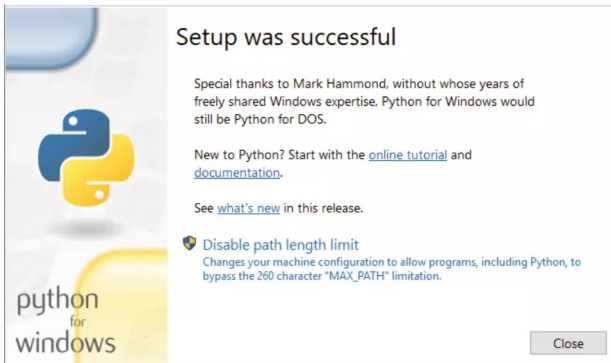 Setup was successful
Special thanks to Mark Hammond, without whose years of
freely shared Windows expertise, Python for Windows would
still be Python for DOS.
New to Python? Start with the online tutorial and
documentation.
See what's new in this release.
Disable path length limit
Changes your machine configuration to allow programs, including Python, to
bypass the 260 character "MAX_PATH" limitation.
python
for
windows
Close